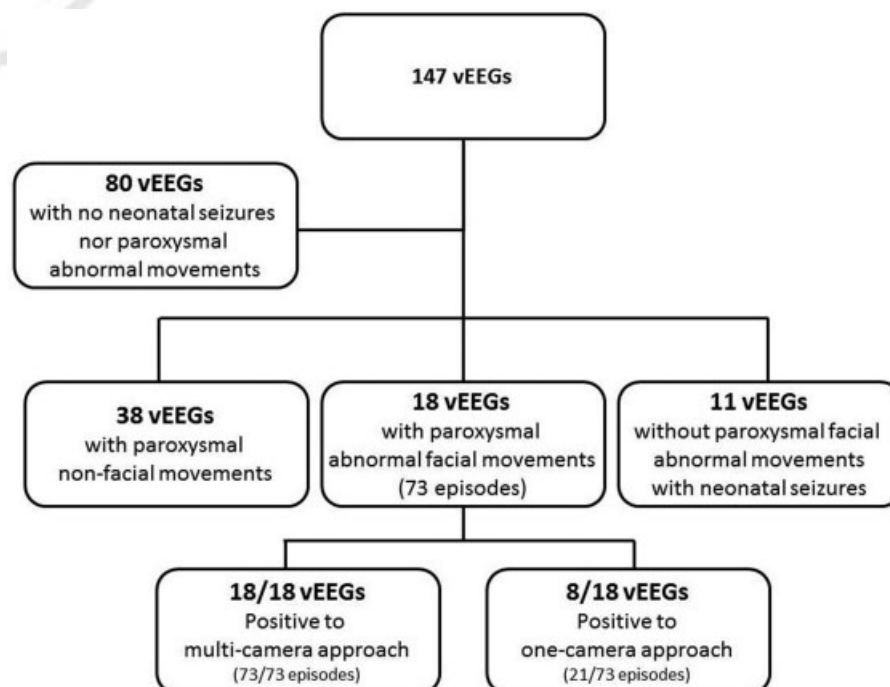 147 vEEGs
80 vEEGs
with no neonatal seizures
nor paroxysmal
abnormal movements
38 vEEGs
with paroxysmal
non-facial movements
18 vEEGs
with paroxysmal
abnormal facial movements
(73 episodes)
11 vEEGs
without paroxysmal facial
abnormal movements
with neonatal seizures
18/18 vEEGs
Positive to
multi-camera approach
(73/73 episodes)
8/18 vEEGs
Positive to
one-camera approach
(21/73 episodes)